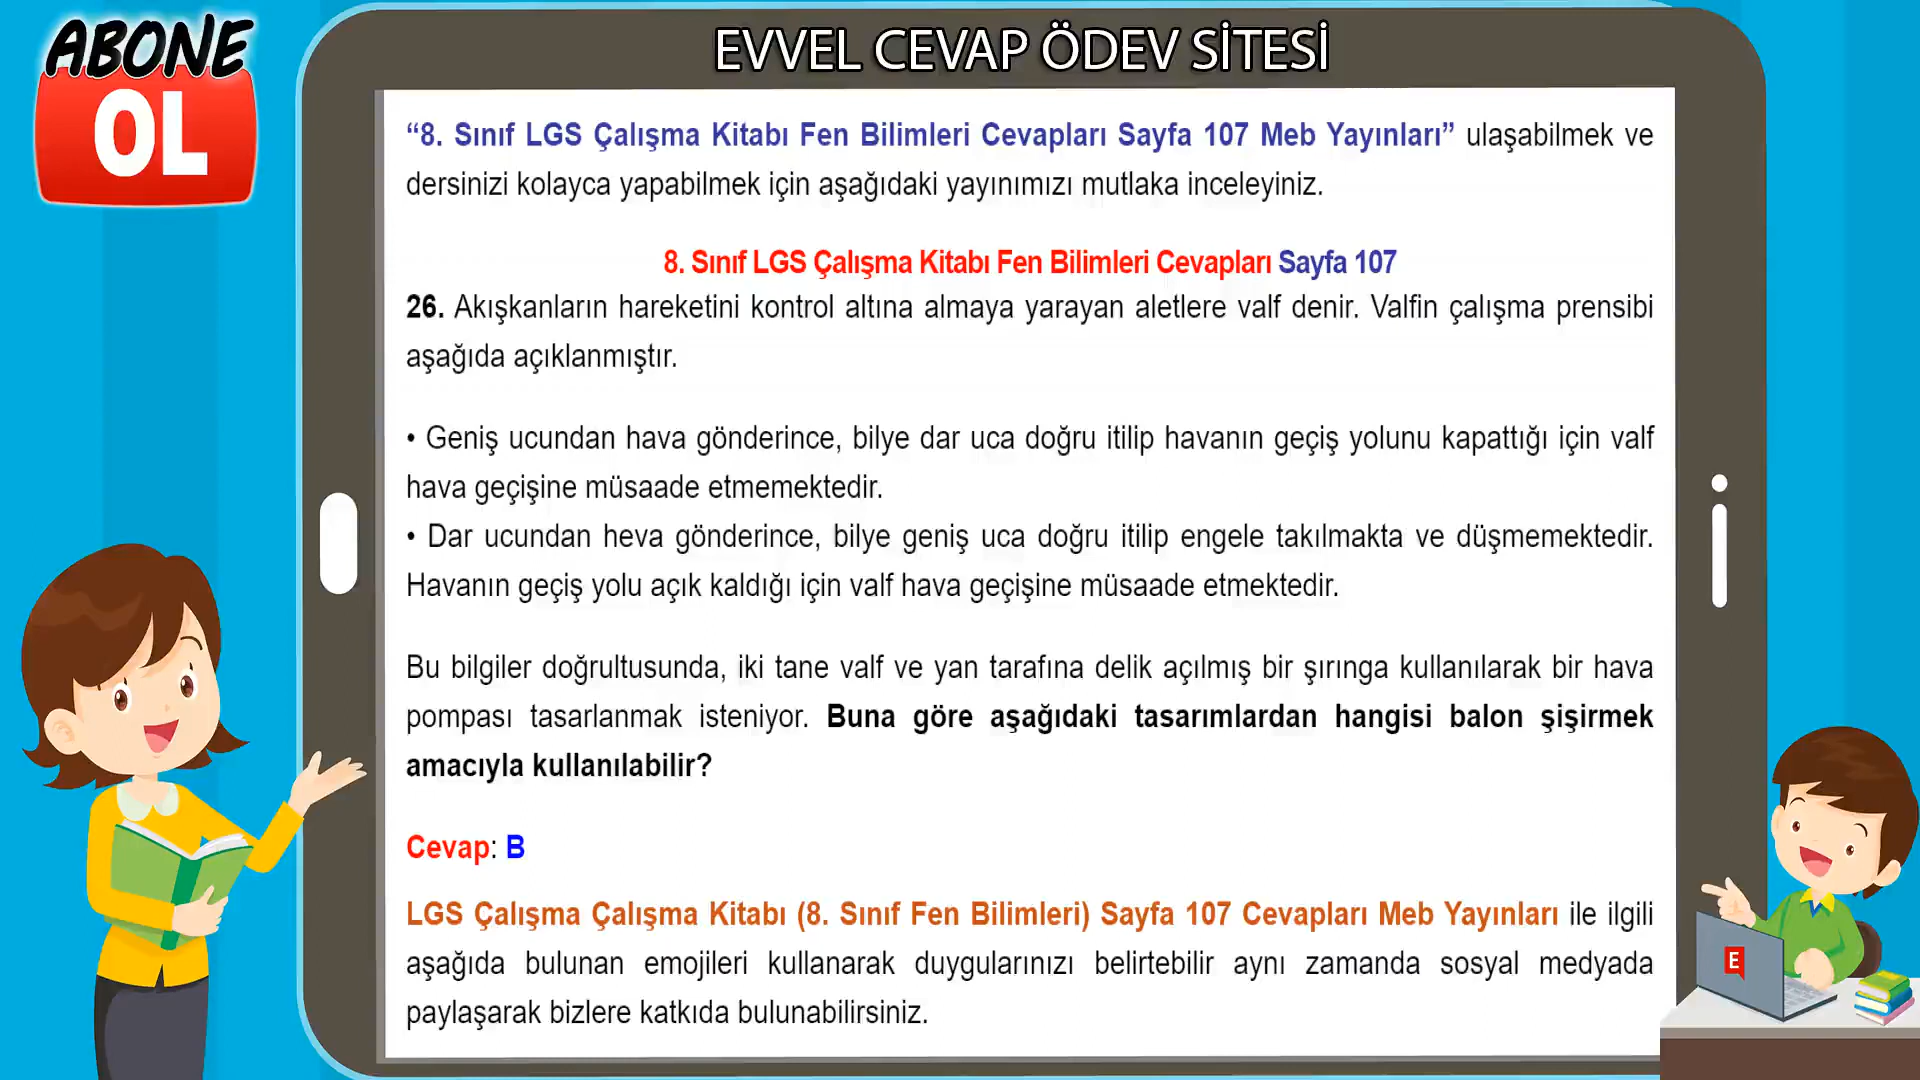 ABONE
OL
EVVEL CEVAP ÖDEV SİTESİ
“8. Sınıf LGS Çalışma Kitabı Fen Bilimleri Cevapları Sayfa 107 Meb Yayınları” ulaşabilmek ve
dersinizi kolayca yapabilmek için aşağıdaki yayınımızı mutlaka inceleyiniz.
8. Sınıf LGS Çalışma Kitabı Fen Bilimleri Cevapları Sayfa 107
26. Akışkanların hareketini kontrol altına almaya yarayan aletlere valf denir. Valfin çalışma prensibi
aşağıda açıklanmıştır.
• Geniş ucundan hava gönderince, bilye dar uca doğru itilip havanın geçiş yolunu kapattığı için valf
hava geçişine müsaade etmemektedir.
• Dar ucundan heva gönderince, bilye geniş uca doğru itilip engele takılmakta ve düşmemektedir.
Havanın geçiş yolu açık kaldığı için valf hava geçişine müsaade etmektedir.
Bu bilgiler doğrultusunda, iki tane valf ve yan tarafına delik açılmış bir şırınga kullanılarak bir hava
pompası tasarlanmak isteniyor. Buna göre aşağıdaki tasarımlardan hangisi balon şişirmek
amacıyla kullanılabilir?
Cevap: B
LGS Çalışma Çalışma Kitabı (8. Sınıf Fen Bilimleri) Sayfa 107 Cevapları Meb Yayınları ile ilgili
aşağıda bulunan emojileri kullanarak duygularınızı belirtebilir aynı zamanda sosyal medyada
paylaşarak bizlere katkıda bulunabilirsiniz.
E